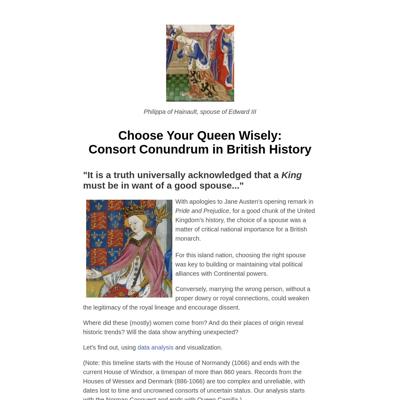 Philippa of Hainault, spouse of Edward III
Choose Your Queen Wisely:
Consort Conundrum in British History
"It is a truth universally acknowledged that a King
must be in want of a good spouse..."
With apologies to Jane Austen's opening remark in
Pride and Prejudice, for a good chunk of the United
Kingdom's history, the choice of a spouse was a
matter of critical national importance for a British
monarch.
For this island nation, choosing the right spouse
was key to building or maintaining vital political
alliances with Continental powers.
Conversely, marrying the wrong person, without a
proper dowry or royal connections, could weaken
the legitimacy of the royal lineage and encourage dissent.
Where did these (mostly) women come from? And do their places of origin reveal
historic trends? Will the data show anything unexpected?
Let's find out, using data analysis and visualization.
(Note: this timeline starts with the House of Normandy (1066) and ends with the
current House of Windsor, a timespan of more than 860 years. Records from the
Houses of Wessex and Denmark (886-1066) are too complex and unreliable, with
dates lost to time and uncrowned consorts of uncertain status. Our analysis starts
with the Norman Conquest and ends with Queen Camilla.)